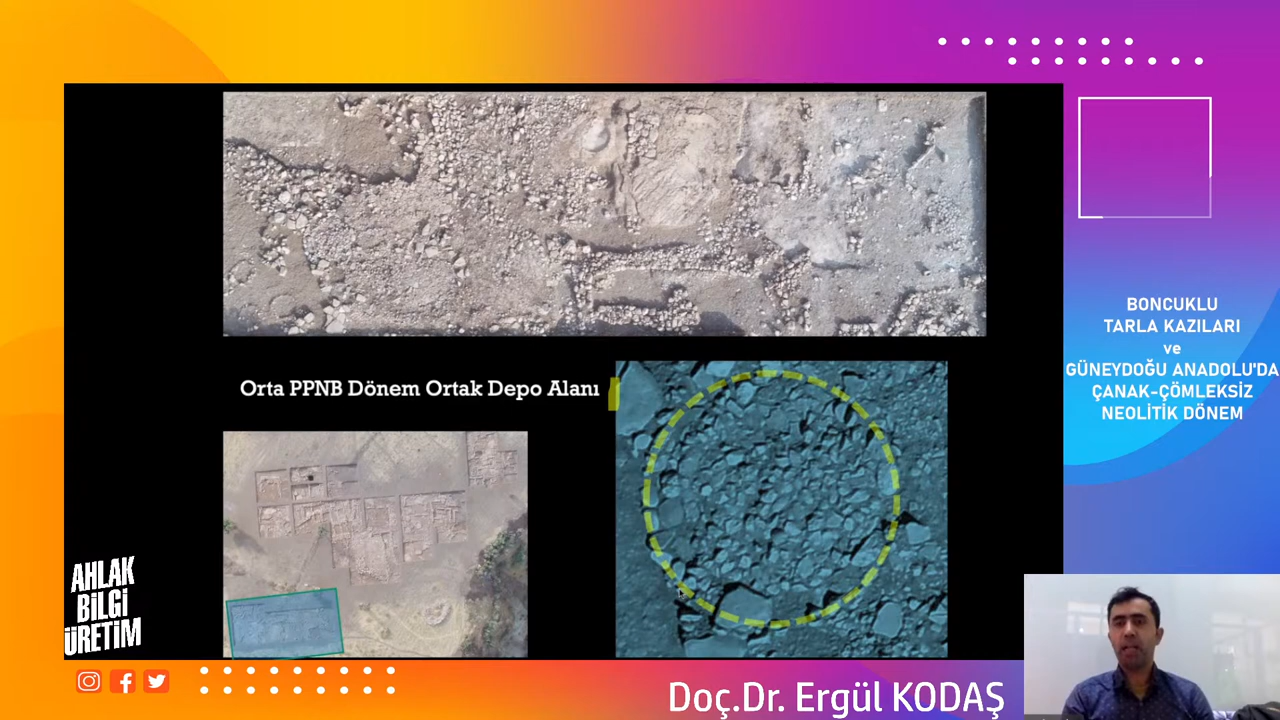 BONCUKLU
TARLA KAZILARI
ve
GÜNEYDOĞU ANADOLU'DA
ÇANAK-ÇÖMLEKSİZ
NEOLİTİK DÖNEM
Orta PPNB Dönem Ortak Depo Alanı
AHLAK
BİLGİ
ÜRETİM
Doç.Dr. Ergül KODAŞ